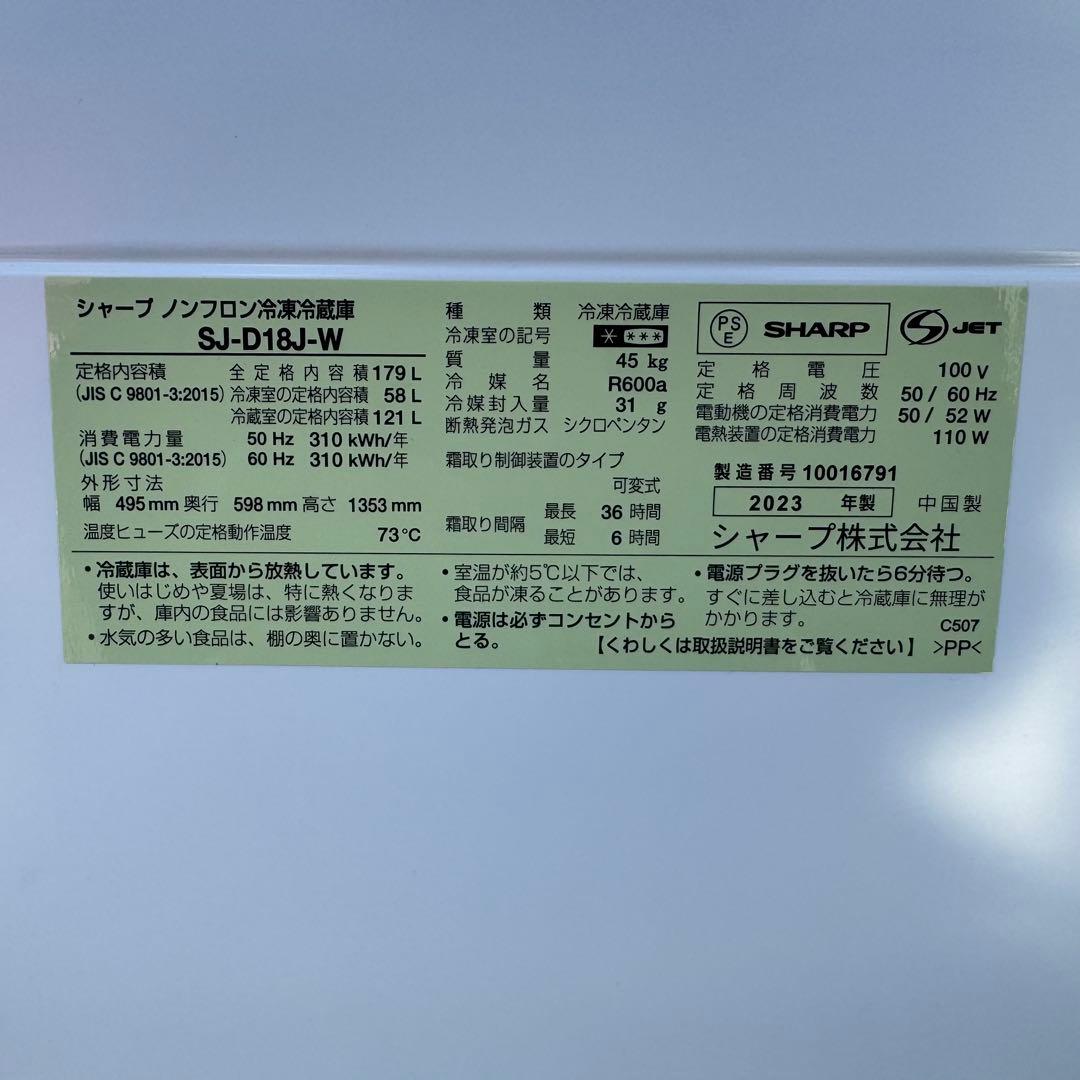 シャープ ノンフロン冷凍冷蔵庫
SJ-D18J-W
定格内容積 全定格内容積 179 L
(JIS C 9801-3:2015) 冷凍室の定格内容積 58 L
冷蔵室の定格内容積 121 L
消費電力量 50 Hz 310 kWh/年
(JIS C 9801-3:2015) 60 Hz 310 kWh/年
外形寸法
幅 495 mm 奥行 598 mm 高さ 1353 mm
温度ヒューズの定格動作温度 73℃
種類 冷凍冷蔵庫
冷凍室の記号 * ***
質量 45 kg
冷媒名 R600a
冷媒封入量 31 g
断熱発泡ガス シクロペンタン
霜取り制御装置のタイプ
可変式
霜取り間隔 最長 36 時間
最短 6 時間
PSE SHARP JET
定格電圧 100 V
定格周波数 50 / 60 Hz
電動機の定格消費電力 50 / 52 W
電熱装置の定格消費電力 110 W
製造番号 10016791
2023 年製 中国製
シャープ株式会社
・冷蔵庫は、表面から放熱しています。
使いはじめや夏場は、特に熱くなりま
すが、庫内の食品には影響ありません。
・水気の多い食品は、棚の奥に置かない。
・室温が約5℃以下では、
食品が凍ることがあります。
・電源は必ずコンセントから
とる。
・電源プラグを抜いたら6分待つ。
すぐに差し込むと冷蔵庫に無理が
かかります。 C507
【くわしくは取扱説明書をご覧ください】 >PP<